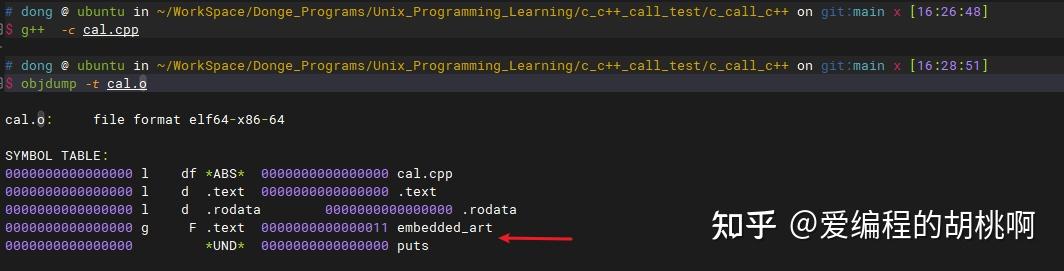 # dong @ ubuntu in ~/WorkSpace/Donge_Programs/Unix_Programming_Learning/c_c++_call_test/c_call_c++ on git:main x [16:26:48]
$ g++  -c cal.cpp
# dong @ ubuntu in ~/WorkSpace/Donge_Programs/Unix_Programming_Learning/c_c++_call_test/c_call_c++ on git:main x [16:28:51]
$ objdump -t cal.o
cal.o:     file format elf64-x86-64
SYMBOL TABLE:
0000000000000000 l    df *ABS*  0000000000000000 cal.cpp
0000000000000000 l    d  .text  0000000000000000 .text
0000000000000000 l    d  .rodata        0000000000000000 .rodata
0000000000000000 g     F .text  0000000000000011 embedded_art
0000000000000000         *UND*  0000000000000000 puts
知乎 @爱编程的胡桃啊